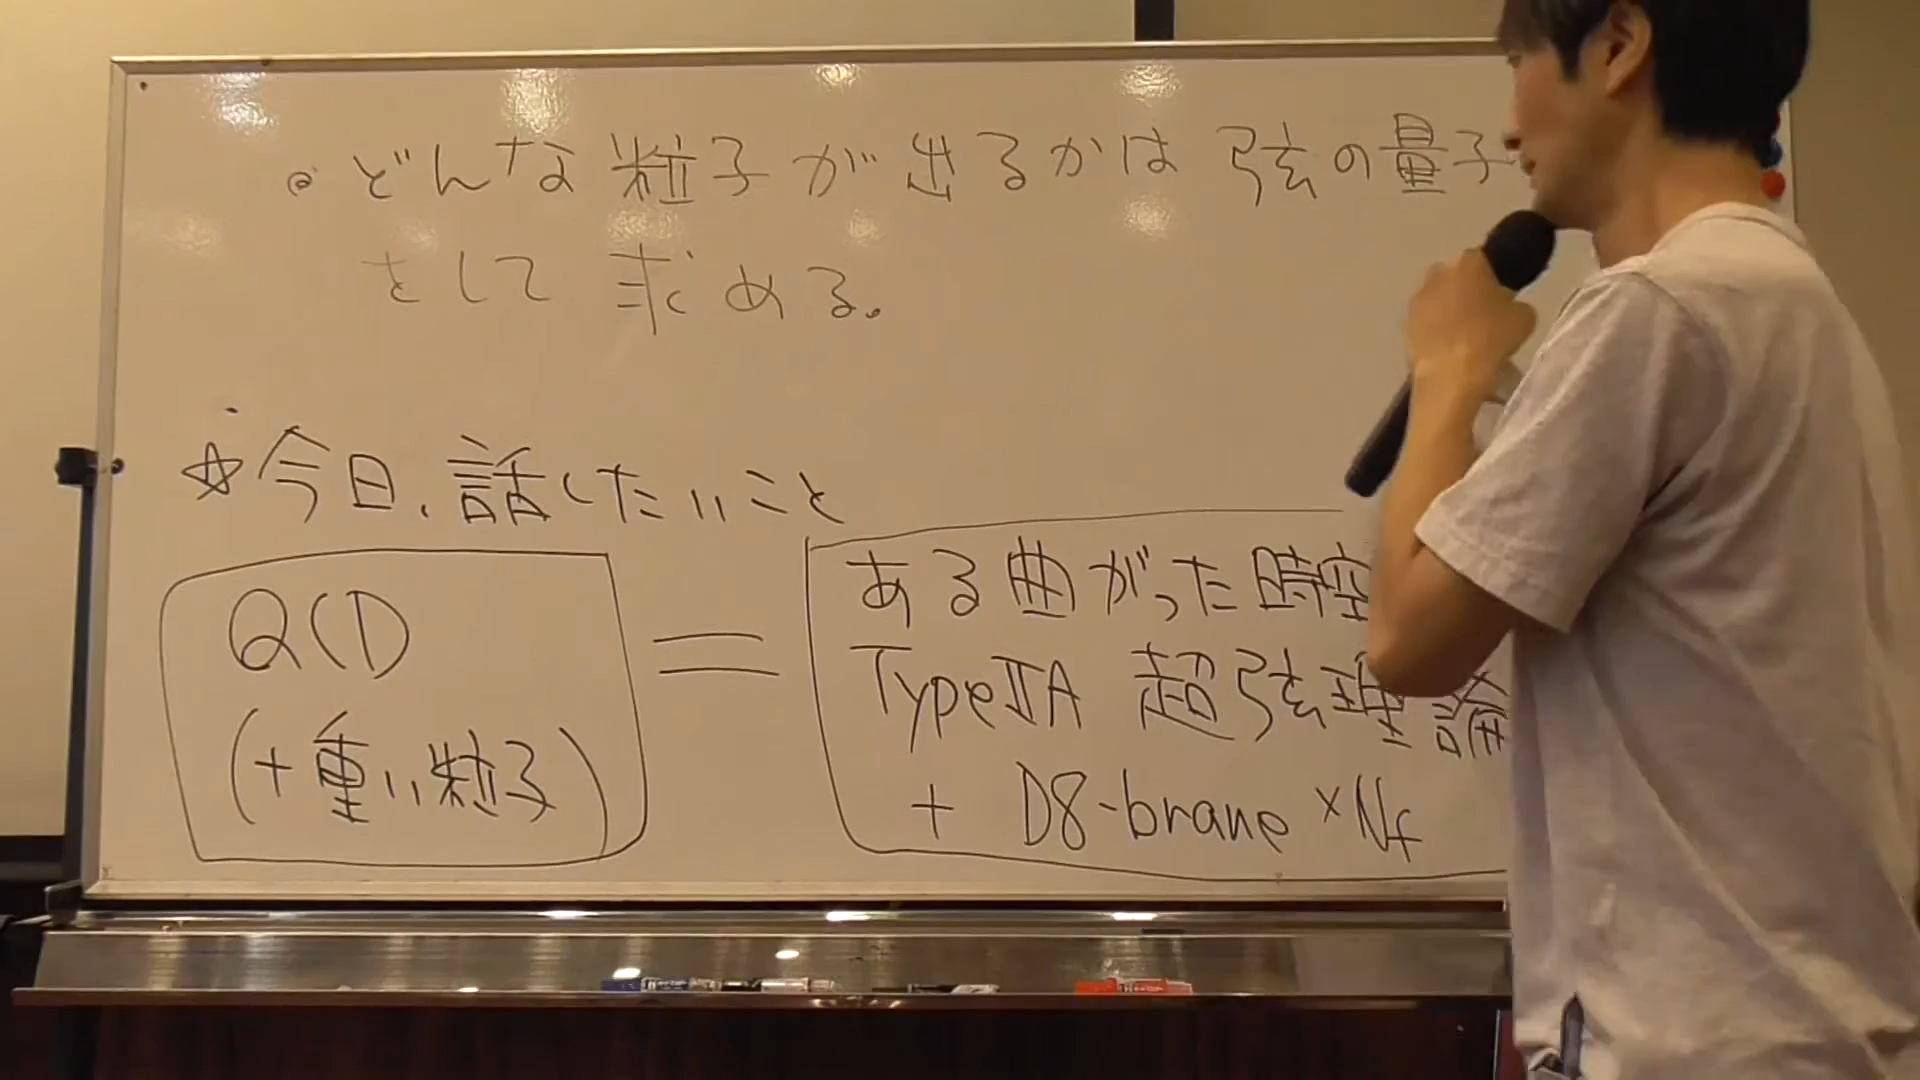 どんな粒子が出るかは弦の量子
をして求める。
☆今日、話したいこと
QCD
(+重い粒子)
=
ある曲がった時空
TypeⅡA 超弦理論
+ D8-brane × Nf